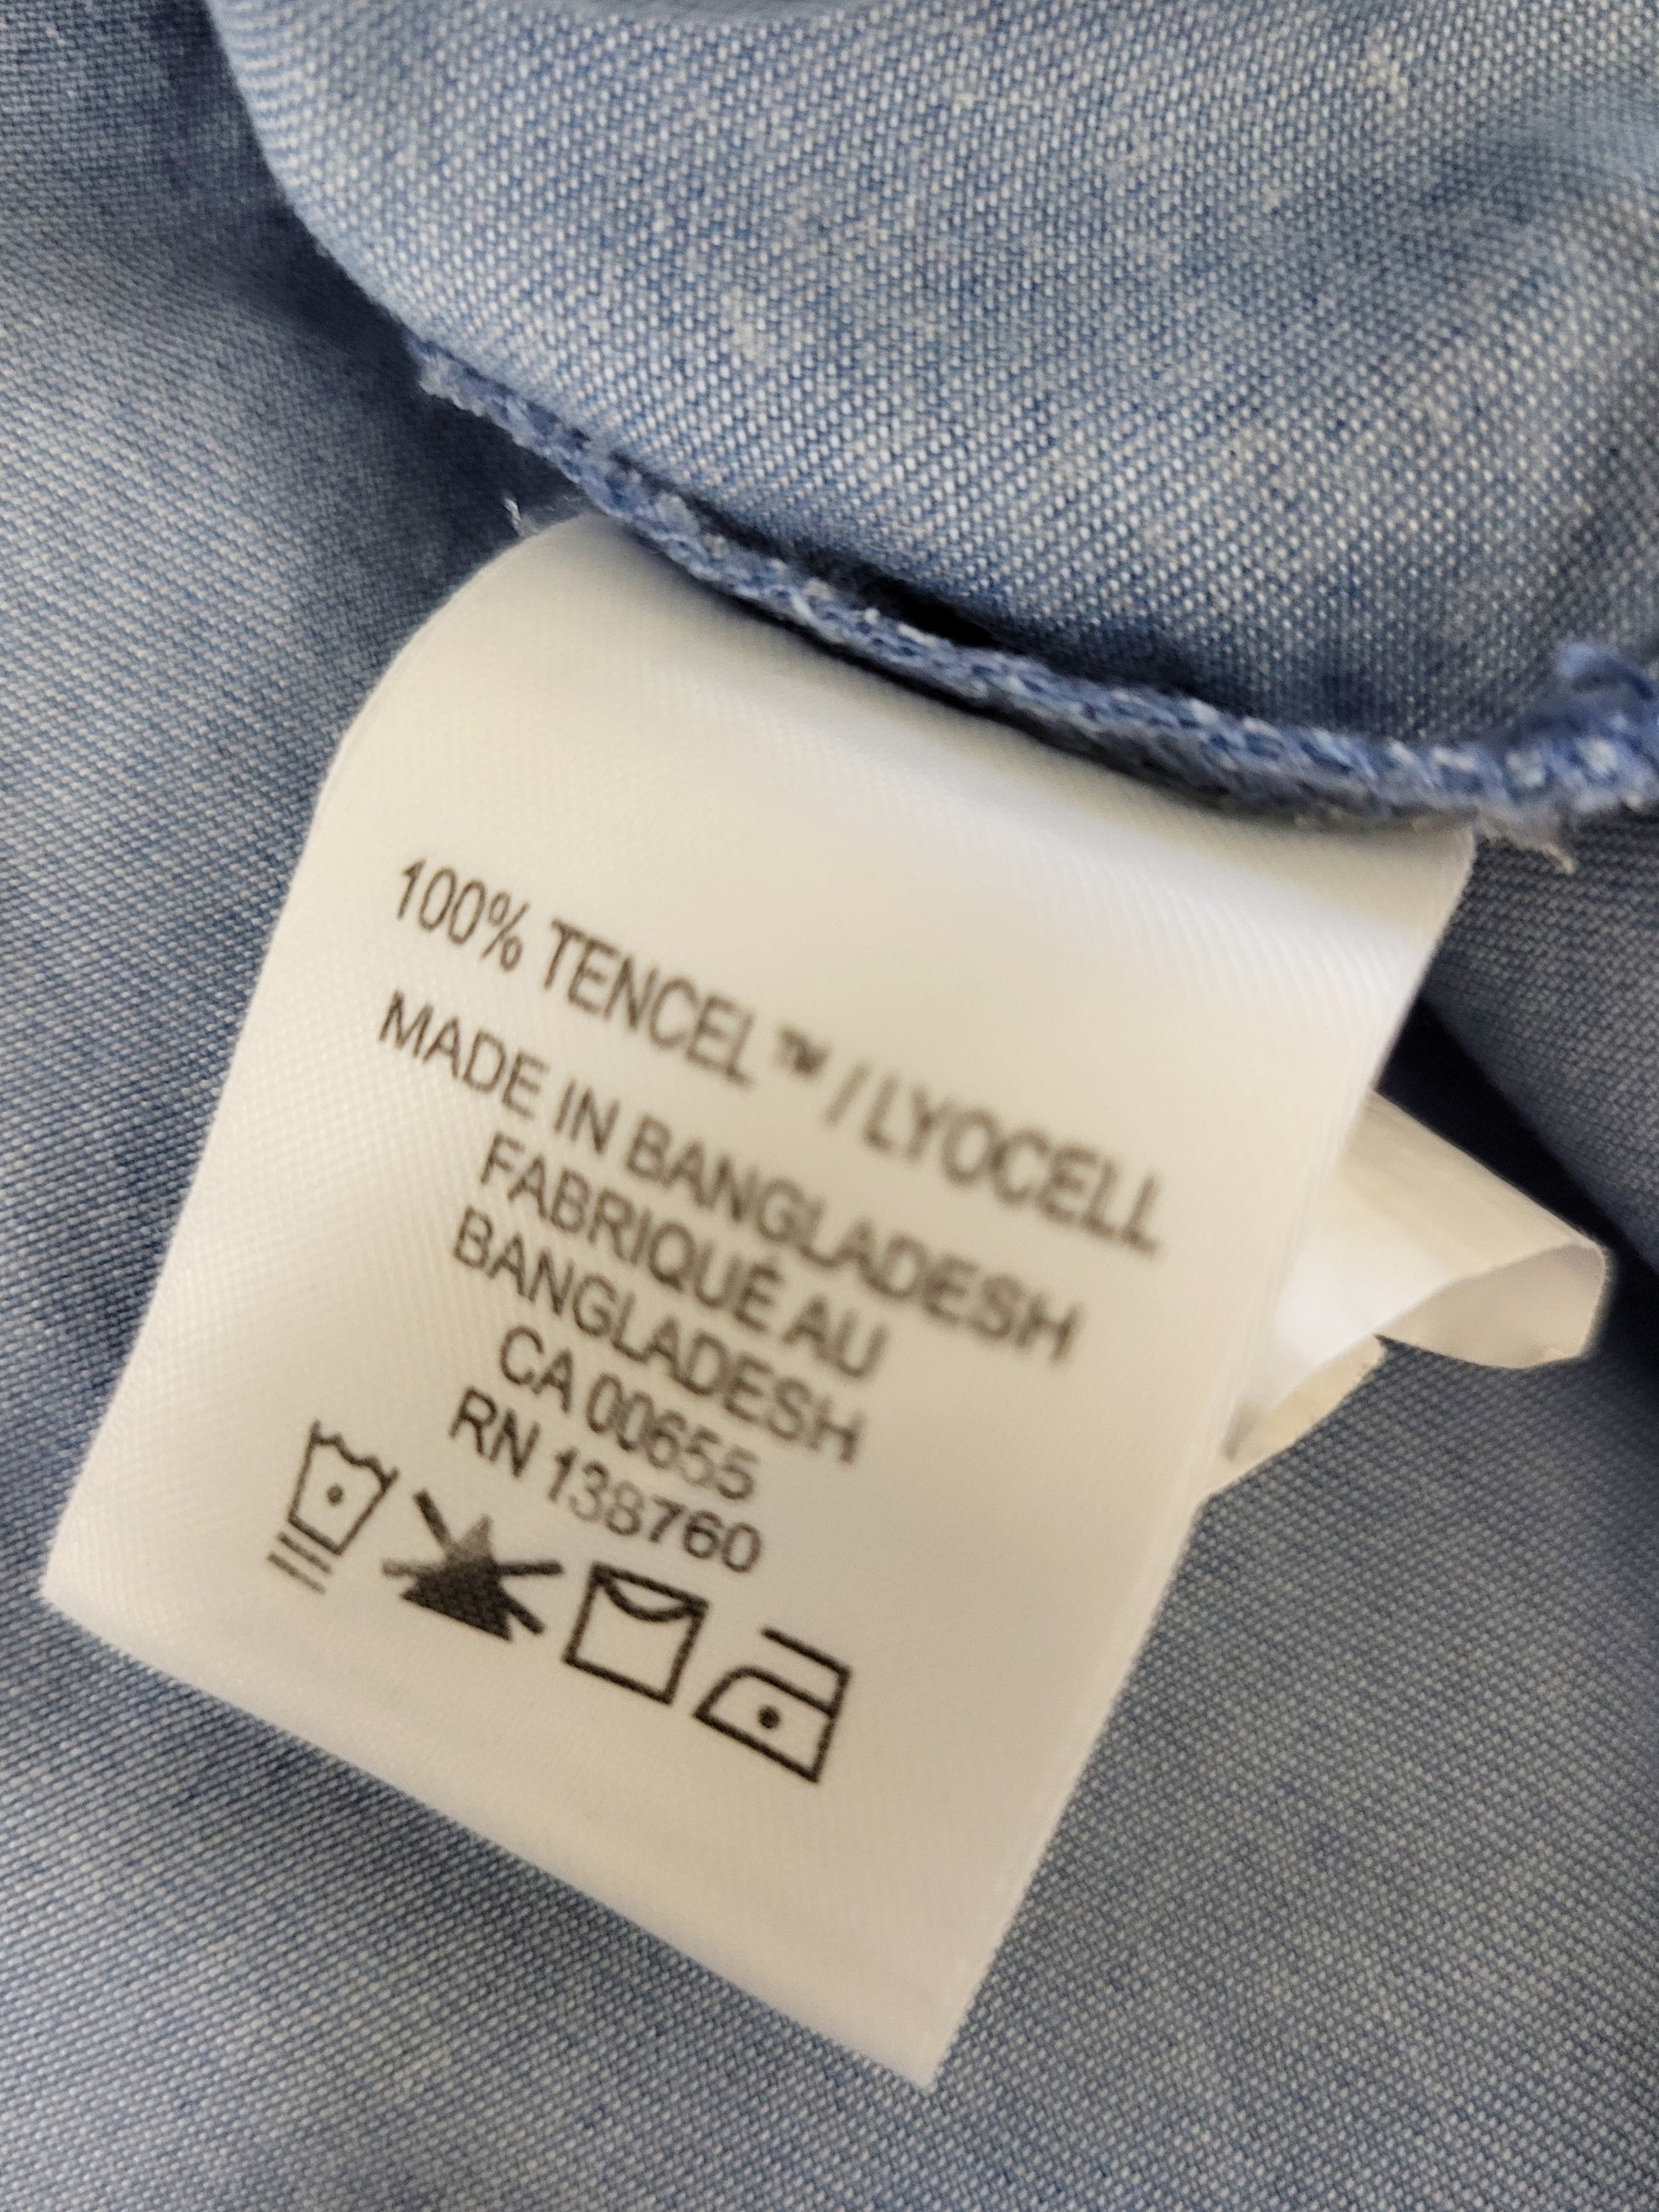 100% TENCEL™ / LYOCELL
MADE IN BANGLADESH
FABRIQUÉ AU
BANGLADESH
CA 00655
RN 138760